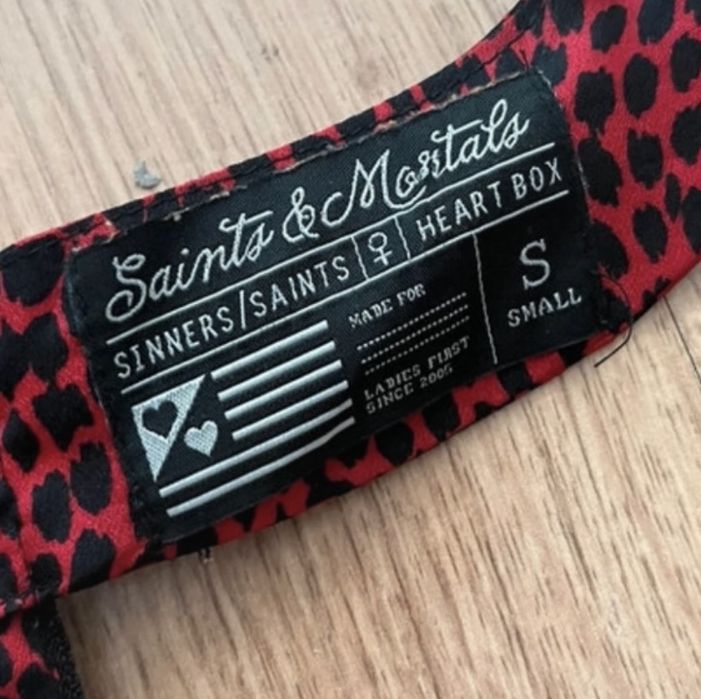 Saints & Mortals
SINNERS/SAINTS ♀ HEART BOX
MADE FOR
LADIES FIRST
SINCE 2005
S
SMALL